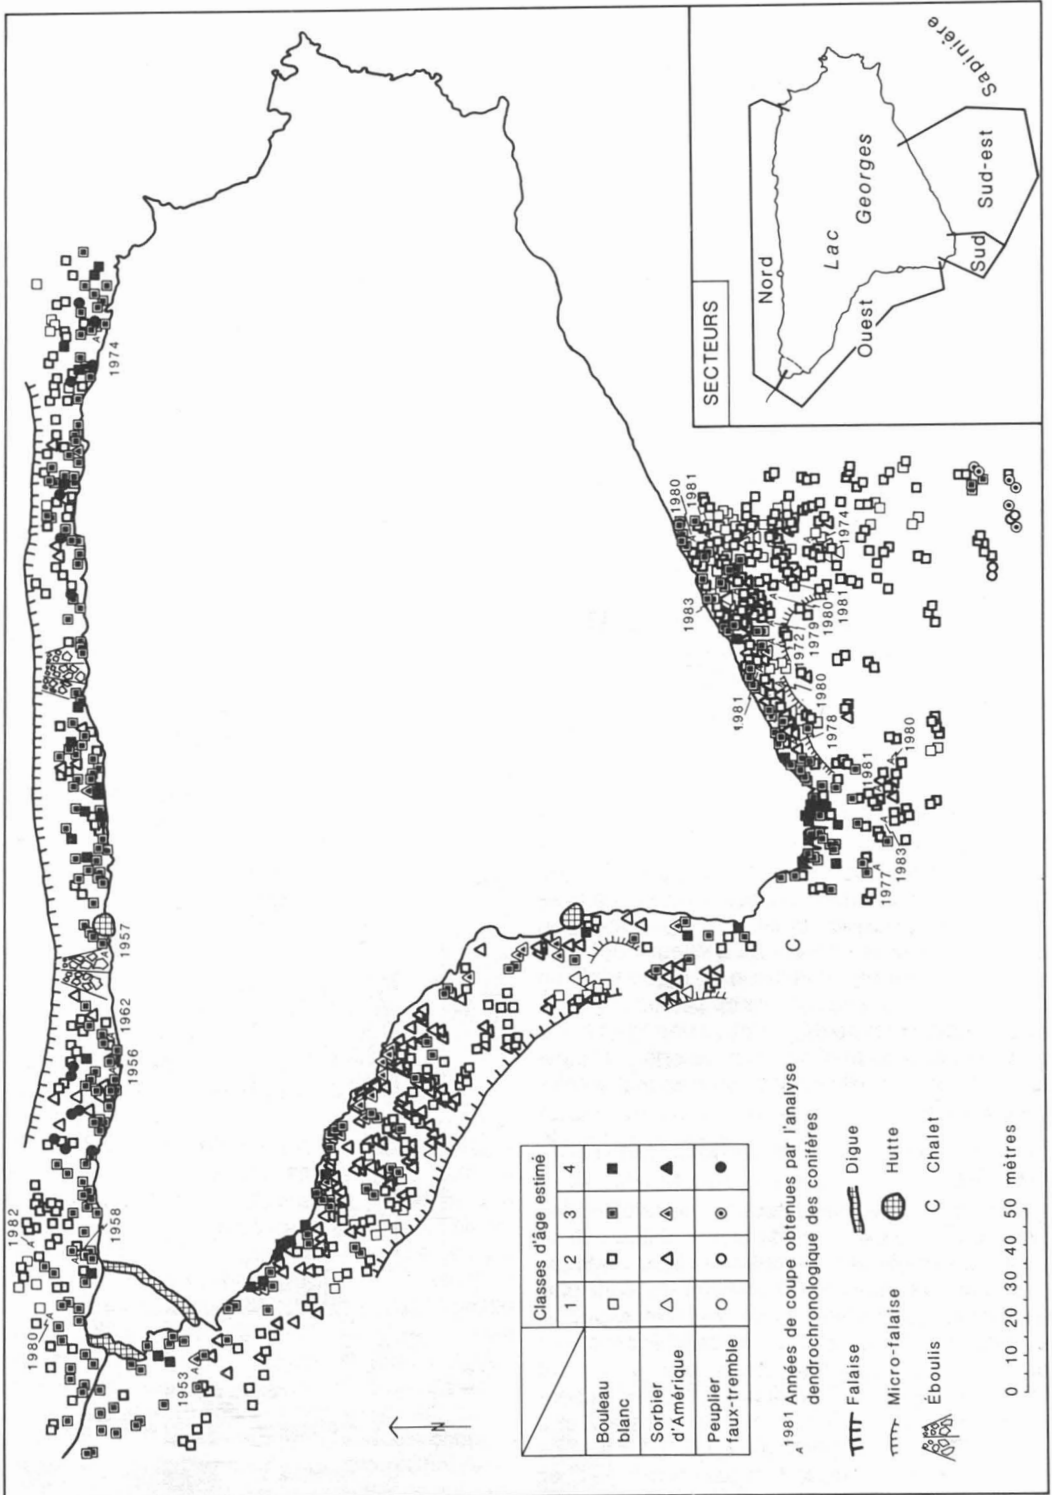 1980
1982
1953
1958
1956
1962
1957
1974
1980
1981
1983
1981
1974
1981
1980
1979
1972
1980
1978
1981
1980
1983
1977
C
N
SECTEURS
Nord
Lac
Georges
Ouest
Sud
Sud-est
Sapinière
Classes d'âge estimé
1 2 3 4
Bouleau
blanc
Sorbier
d'Amérique
Peuplier
faux-tremble
A 1981 Années de coupe obtenues par l'analyse
dendrochronologique des conifères
Falaise
Digue
Micro-falaise
Hutte
Éboulis
C Chalet
0 10 20 30 40 50 mètres